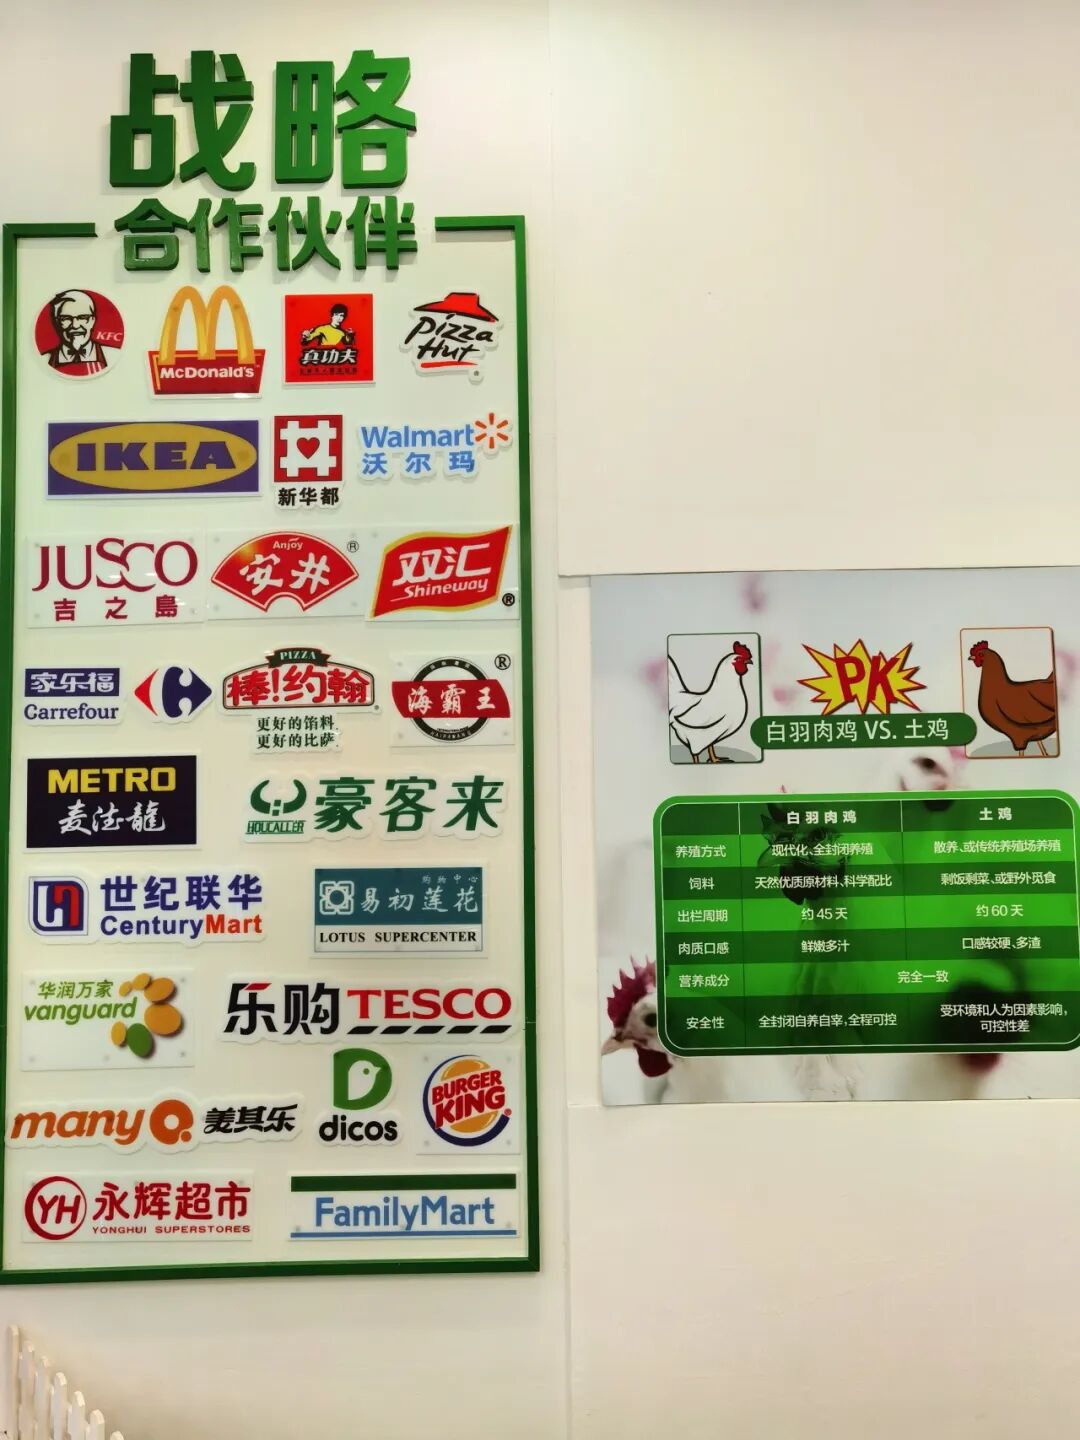 战略
合作伙伴
KFC
McDonald's
真功夫
Pizza
Hut
IKEA
新华都
Walmart
沃尔玛
JUSCO
吉之島
Anjoy
安井
双汇
Shineway
家乐福
Carrefour
PIZZA
棒!约翰
更好的馅料
更好的比萨
海霸王
METRO
麦德龍
HOUCALLER
豪客来
世纪联华
CenturyMart
购物中心
易初莲花
LOTUS SUPERCENTER
华润万家
vanguard
乐购TESCO
many
美其乐
dicos
BURGER
KING
YH 永辉超市
YONGHUI SUPERSTORES
FamilyMart
PK
白羽肉鸡 VS. 土鸡
白羽肉鸡 土鸡
养殖方式 现代化、全封闭养殖 散养、或传统养殖场养殖
饲料 天然优质原材料、科学配比 剩饭剩菜、或野外觅食
出栏周期 约 45 天 约 60 天
肉质口感 鲜嫩多汁 口感较硬、多渣
营养成分 完全一致
安全性 全封闭自养自宰,全程可控 受环境和人为因素影响,
可控性差